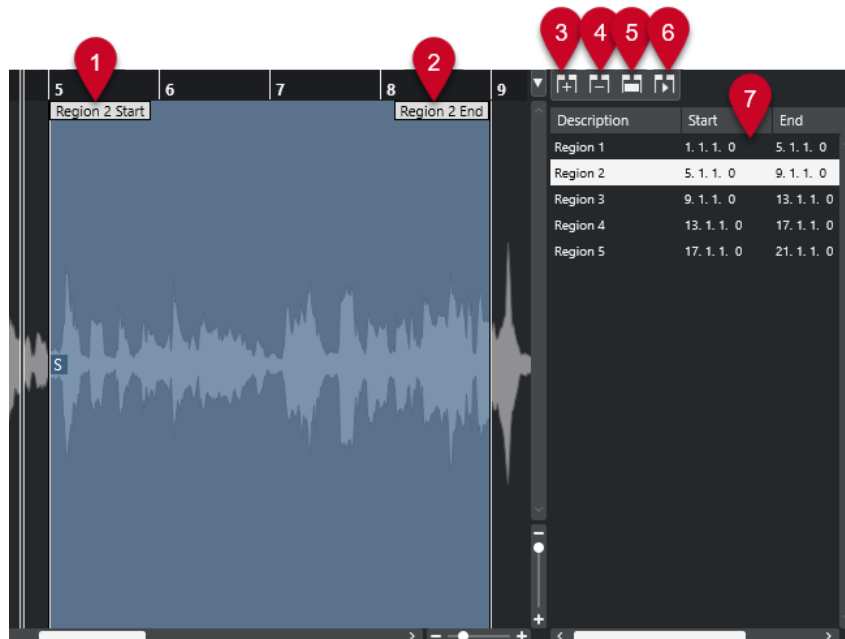 1
2
3
4
5
6
7
5
6
7
8
9
Region 2 Start
Region 2 End
S
Description Start End
Region 1 1. 1. 1. 0 5. 1. 1. 0
Region 2 5. 1. 1. 0 9. 1. 1. 0
Region 3 9. 1. 1. 0 13. 1. 1. 0
Region 4 13. 1. 1. 0 17. 1. 1. 0
Region 5 17. 1. 1. 0 21. 1. 1. 0